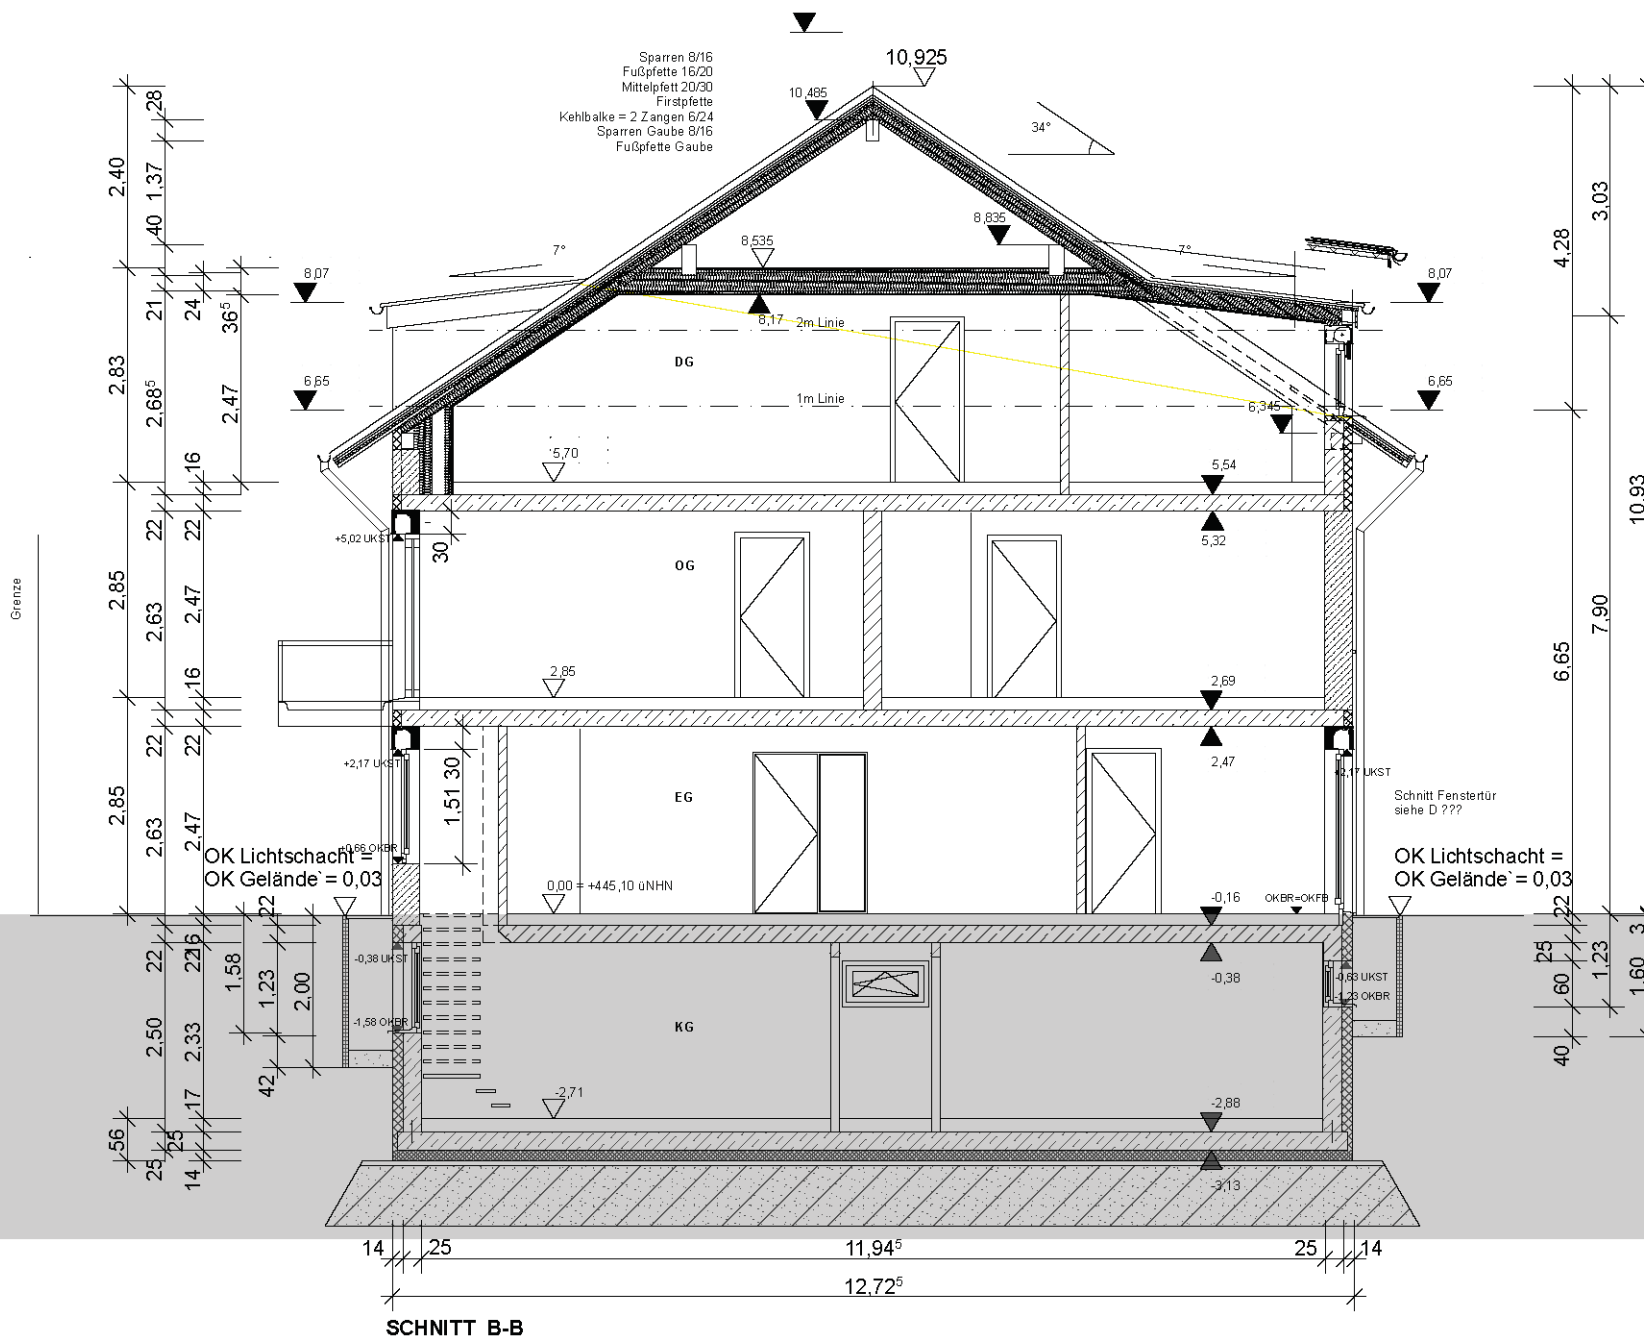 Sparren 8/16
Fußpfette 16/20
Mittelpfett 20/30
Firstpfette
Kehlbalke = 2 Zangen 6/24
Sparren Gaube 8/16
Fußpfette Gaube
10,925
10,485
34°
8,835
8,535
7°
7°
8,07
8,07
8,17
2m Linie
DG
6,65
6,65
1m Linie
6,345
5,70
5,54
5,32
+5,02 UKST
30
OG
2,85
2,69
2,47
+2,17 UKST
+2,17 UKST
30
1,51
EG
Schnitt Fenstertür
siehe D ???
+0,66 OKBR
OK Lichtschacht =
OK Gelände` = 0,03
OK Lichtschacht =
OK Gelände` = 0,03
0,00 = +445,10 üNHN
-0,16
OKBR=OKFB
-0,38 UKST
-0,38
-0,63 UKST
-1,23 OKBR
-1,58 OKBR
KG
-2,71
-2,88
-3,13
Grenze
2,40
2,83
2,85
2,85
56
28
1,37
40
21
2,68⁵
22
2,63
22
2,63
22
2,50
25
24
16
22
2,47
16
22
2,47
16
22
2,33
17
25
14
36⁵
2,47
1,58
22
1,23
42
2,00
4,28
6,65
22
25
60
40
3,03
7,90
1,23
10,93
3
1,60
14
25
11,94⁵
25
14
12,72⁵
SCHNITT B-B